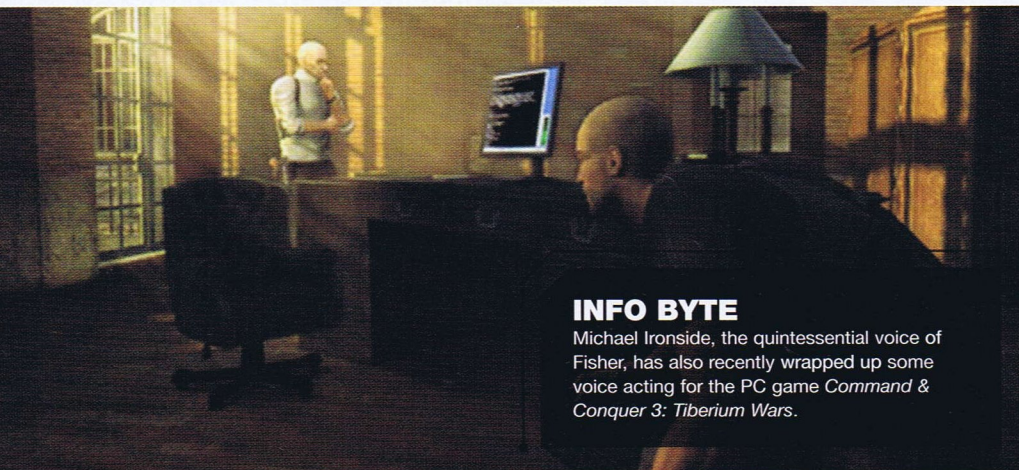 INFO BYTE
Michael Ironside, the quintessential voice of
Fisher, has also recently wrapped up some
voice acting for the PC game Command &
Conquer 3: Tiberium Wars.